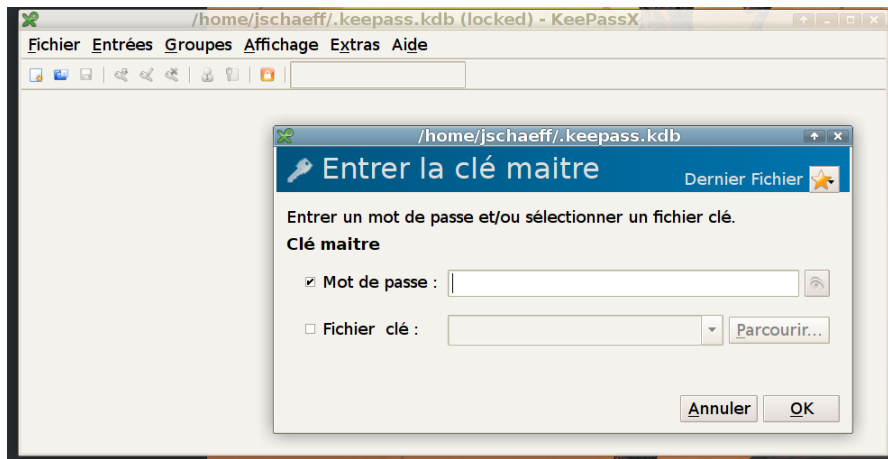 /home/jschaeff/.keepass.kdb (locked) - KeePassX
Fichier Entrées Groupes Affichage Extras Aide
/home/jschaeff/.keepass.kdb
Entrer la clé maitre
Dernier Fichier
Entrer un mot de passe et/ou sélectionner un fichier clé.
Clé maitre
Mot de passe :
Fichier clé :
Parcourir...
Annuler OK